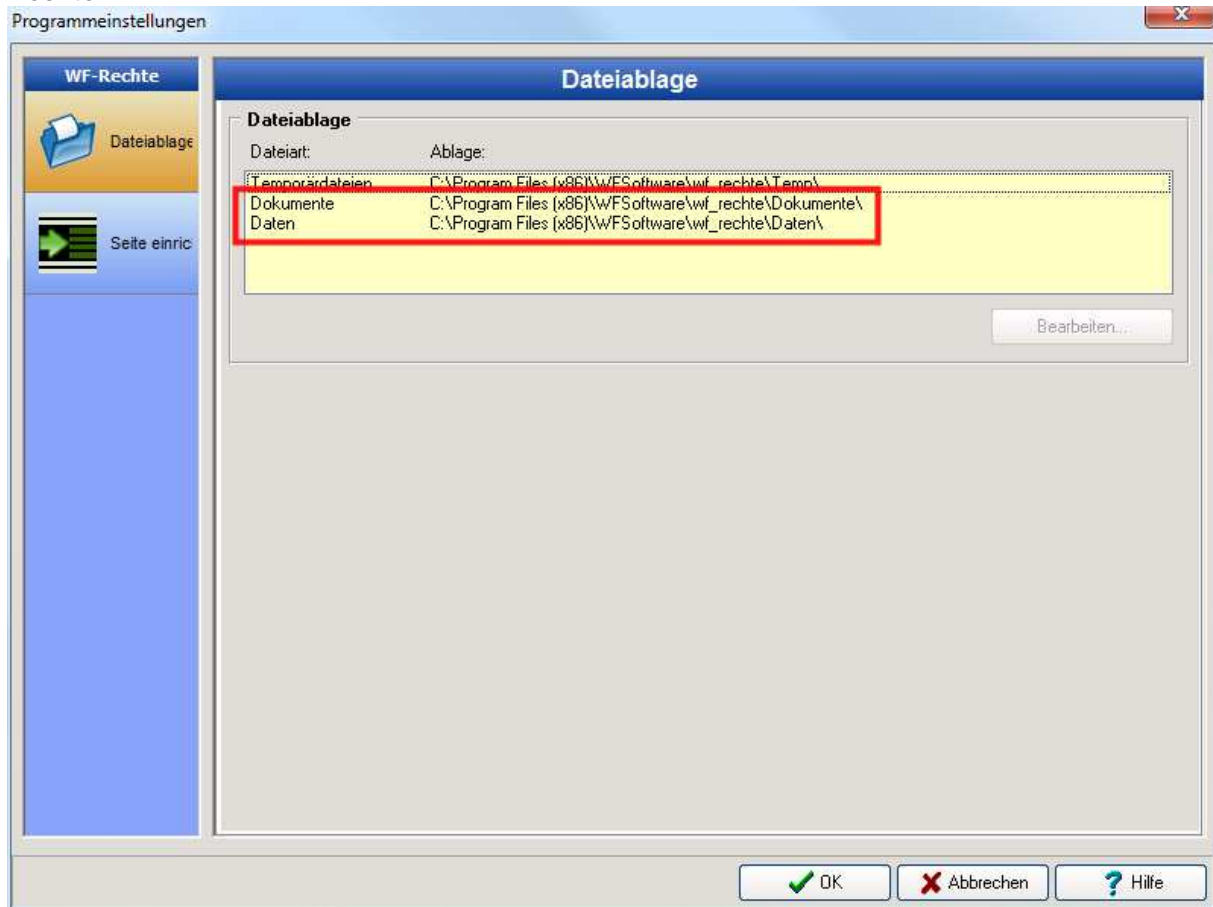 Programmeinstellungen
WF-Rechte
Dateiablage
Seite einric
Dateiablage
Dateiablage
Dateiart: Ablage:
Temporärdateien C:\Program Files (x86)\WFSoftware\wf_rechte\Temp\
Dokumente C:\Program Files (x86)\WFSoftware\wf_rechte\Dokumente\
Daten C:\Program Files (x86)\WFSoftware\wf_rechte\Daten\
Bearbeiten...
OK Abbrechen Hilfe